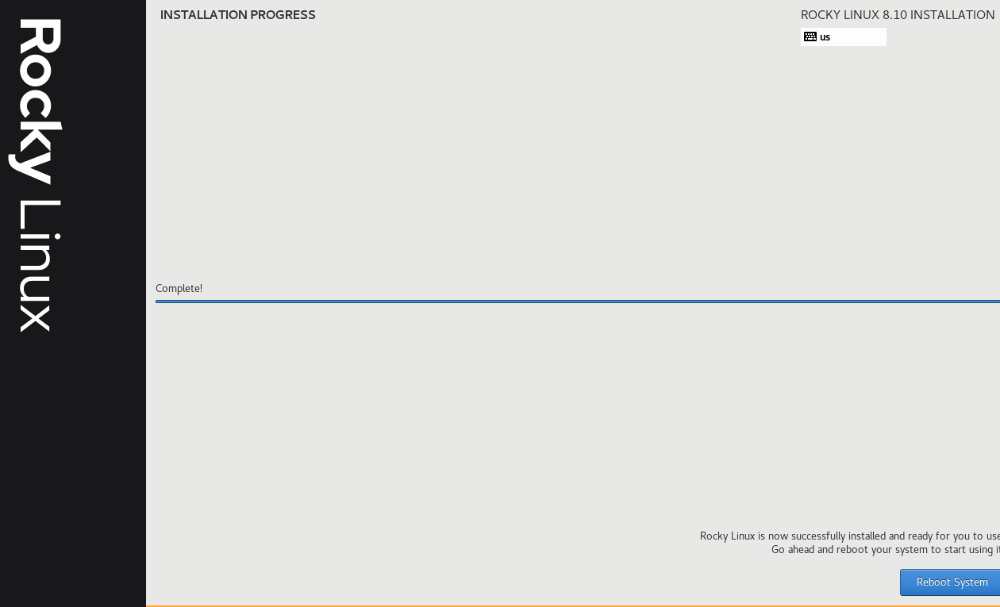 Rocky Linux
INSTALLATION PROGRESS
ROCKY LINUX 8.10 INSTALLATION
us
Complete!
Rocky Linux is now successfully installed and ready for you to use
Go ahead and reboot your system to start using it
Reboot System